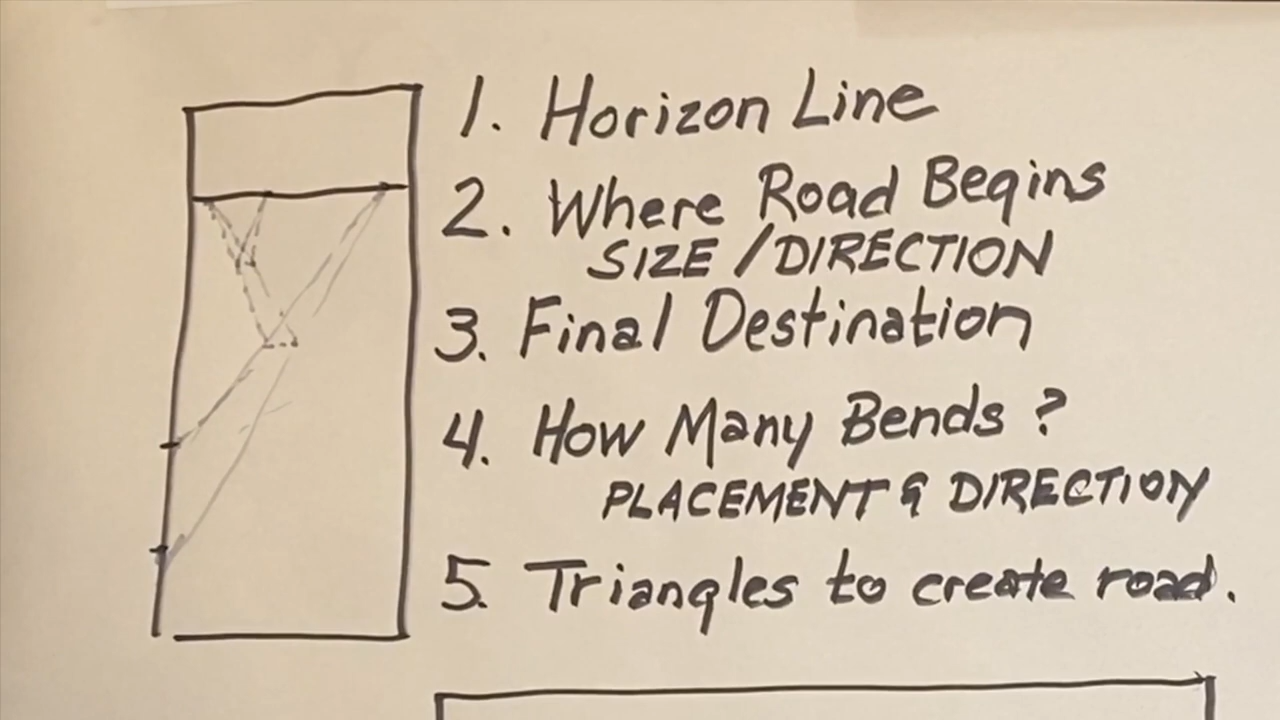 1. Horizon Line
2. Where Road Begins
SIZE / DIRECTION
3. Final Destination
4. How Many Bends ?
PLACEMENT & DIRECTION
5. Triangles to create road.